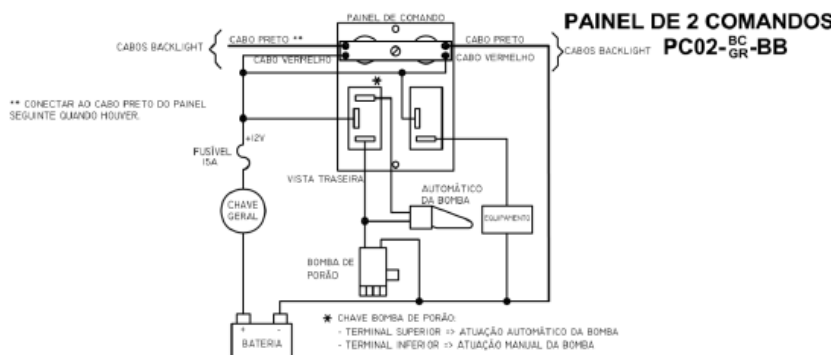 PAINEL DE COMANDO
PAINEL DE 2 COMANDOS
PC02-BC/GR-BB
CABOS BACKLIGHT
CABO PRETO **
CABO PRETO
CABOS BACKLIGHT
CABO VERMELHO
CABO VERMELHO
*
** CONECTAR AO CABO PRETO DO PAINEL
SEGUINTE QUANDO HOUVER.
+12V
FUSÍVEL
15A
VISTA TRASEIRA
CHAVE
GERAL
AUTOMÁTICO
DA BOMBA
EQUIPAMENTO
BOMBA DE
PORÃO
+ -
BATERIA
* CHAVE BOMBA DE PORÃO:
- TERMINAL SUPERIOR => ATUAÇÃO AUTOMÁTICO DA BOMBA
- TERMINAL INFERIOR => ATUAÇÃO MANUAL DA BOMBA